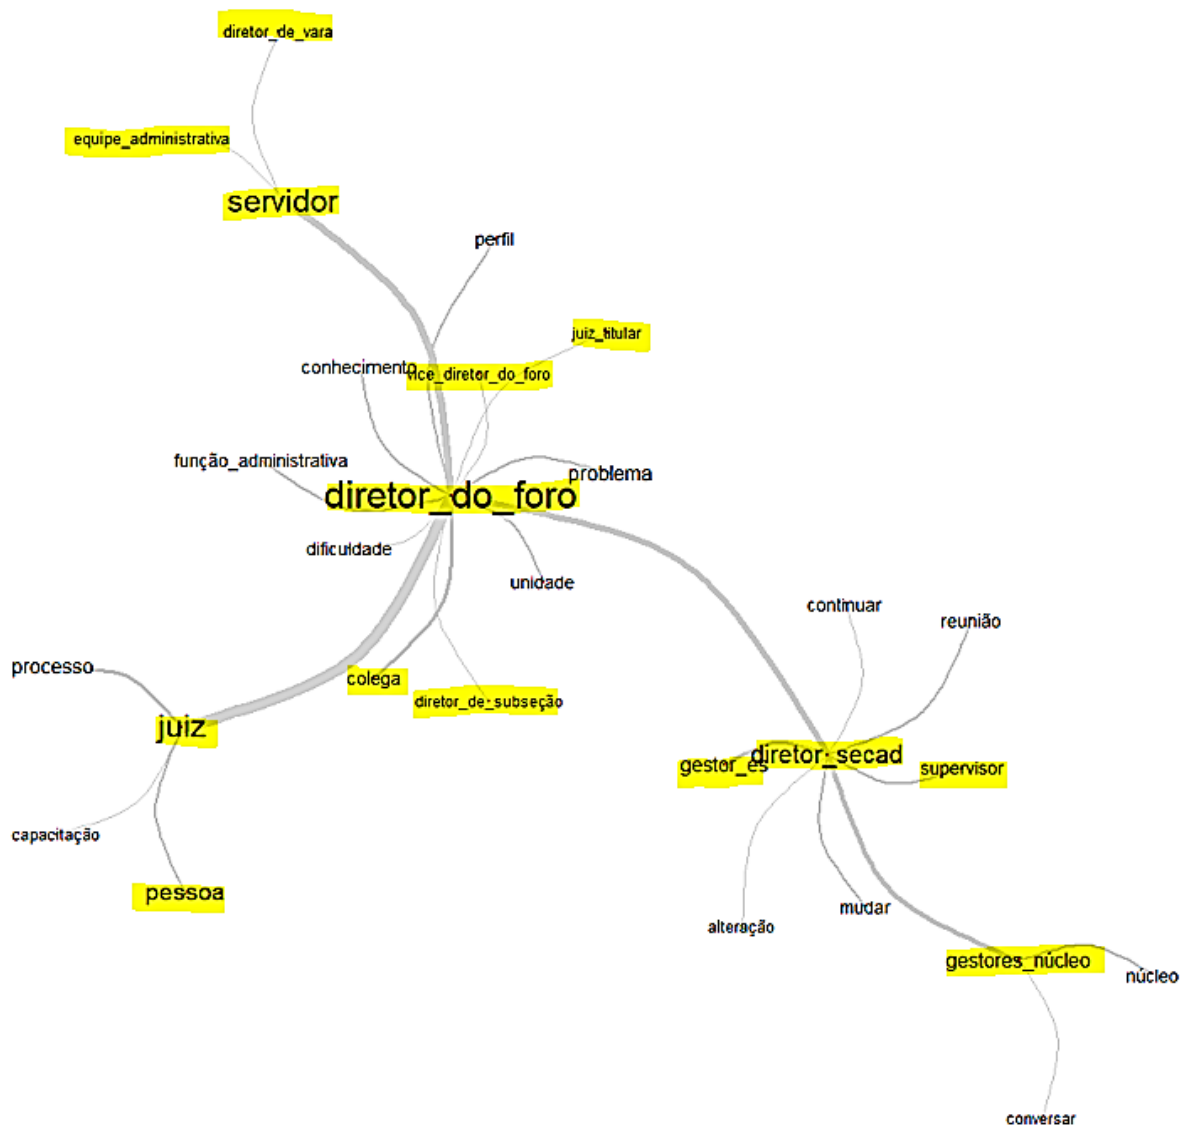 diretor_de_vara
equipe_administrativa
servidor
perfil
juiz_titular
conhecimento
vice_diretor_do_foro
função_administrativa
problema
diretor_do_foro
dificuldade
unidade
continuar
reunião
processo
colega
diretor_de_subseção
juiz
diretor_secad
gestor_es
supervisor
capacitação
pessoa
mudar
alteração
gestores_núcleo
núcleo
conversar